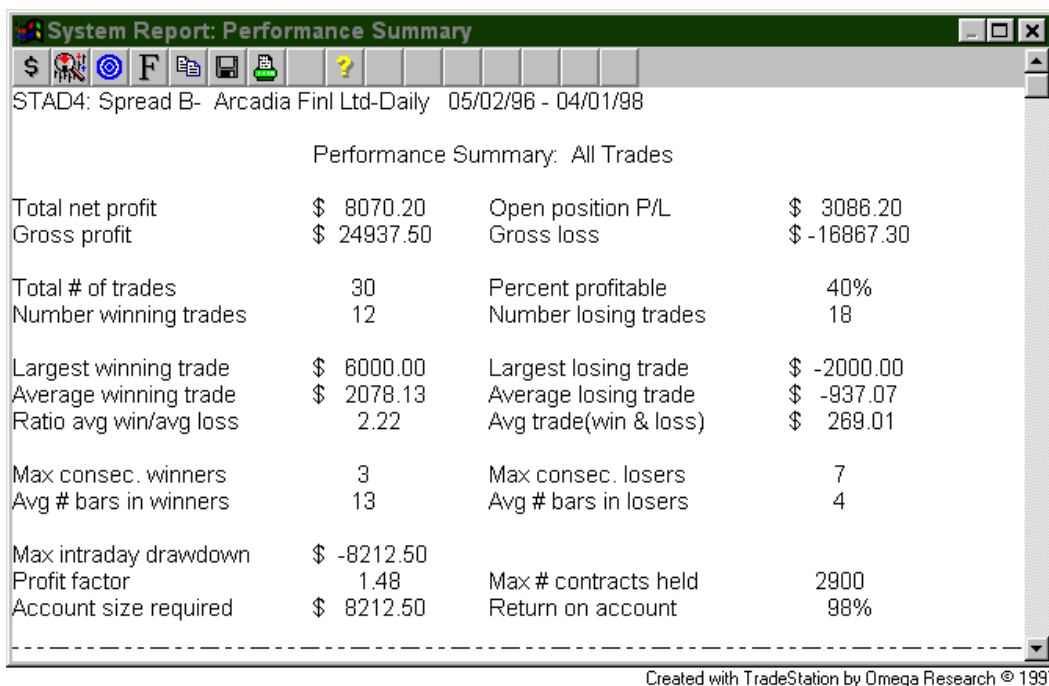 System Report: Performance Summary
$ F ?
STAD4: Spread B- Arcadia Finl Ltd-Daily 05/02/96 - 04/01/98
Performance Summary: All Trades
Total net profit $ 8070.20 Open position P/L $ 3086.20
Gross profit $ 24937.50 Gross loss $ -16867.30
Total # of trades 30 Percent profitable 40%
Number winning trades 12 Number losing trades 18
Largest winning trade $ 6000.00 Largest losing trade $ -2000.00
Average winning trade $ 2078.13 Average losing trade $ -937.07
Ratio avg win/avg loss 2.22 Avg trade(win & loss) $ 269.01
Max consec. winners 3 Max consec. losers 7
Avg # bars in winners 13 Avg # bars in losers 4
Max intraday drawdown $ -8212.50
Profit factor 1.48 Max # contracts held 2900
Account size required $ 8212.50 Return on account 98%
Created with TradeStation by Omega Research © 199